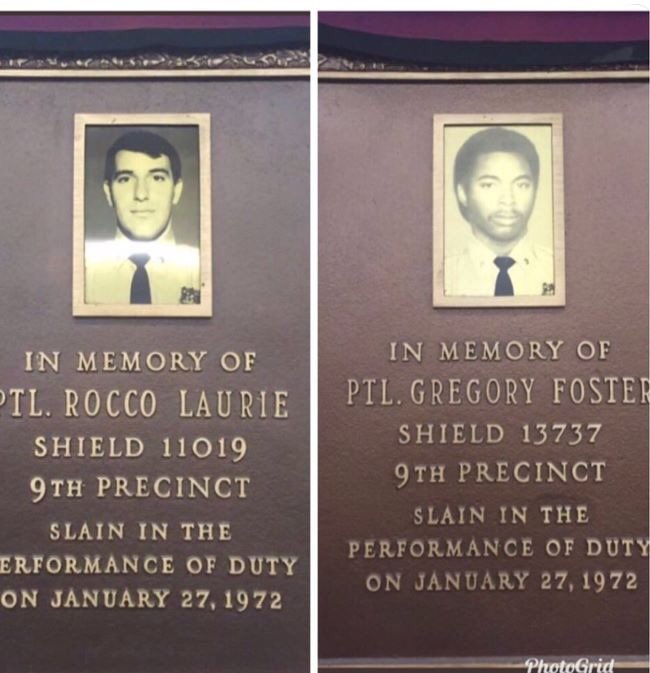 IN MEMORY OF
PTL. ROCCO LAURIE
SHIELD 11019
9TH PRECINCT
SLAIN IN THE
ERFORMANCE OF DUTY
ON JANUARY 27, 1972
IN MEMORY OF
PTL. GREGORY FOSTER
SHIELD 13737
9TH PRECINCT
SLAIN IN THE
PERFORMANCE OF DUTY
ON JANUARY 27, 1972
PhotoGrid